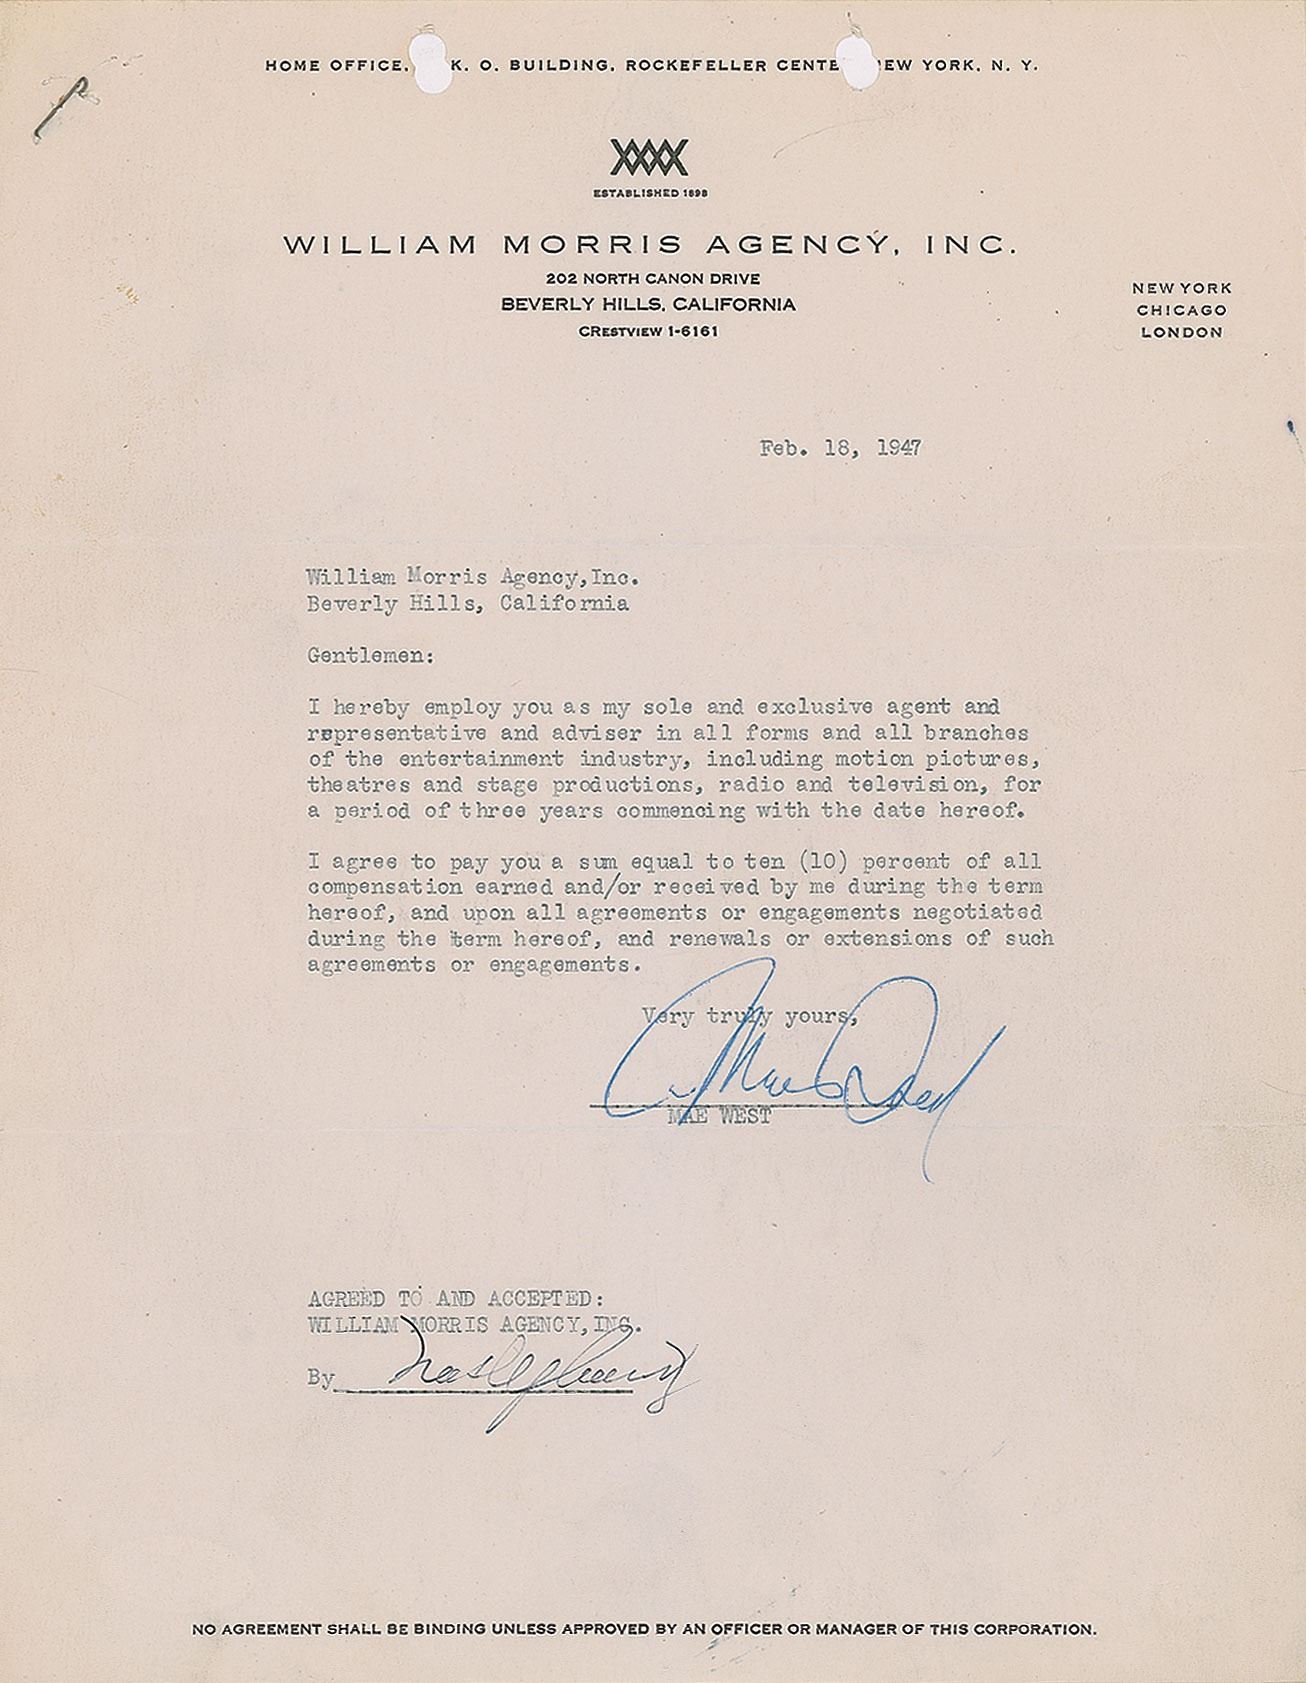 HOME OFFICE, K. O. BUILDING, ROCKEFELLER CENTE EW YORK, N. Y.
ESTABLISHED 1898
WILLIAM MORRIS AGENCY, INC.
202 NORTH CANON DRIVE
BEVERLY HILLS, CALIFORNIA
CRESTVIEW 1-6161
NEW YORK
CHICAGO
LONDON
Feb. 18, 1947
William Morris Agency,Inc.
Beverly Hills, California
Gentlemen:
I hereby employ you as my sole and exclusive agent and
representative and adviser in all forms and all branches
of the entertainment industry, including motion pictures,
theatres and stage productions, radio and television, for
a period of three years commencing with the date hereof.
I agree to pay you a sum equal to ten (10) percent of all
compensation earned and/or received by me during the term
hereof, and upon all agreements or engagements negotiated
during the term hereof, and renewals or extensions of such
agreements or engagements.
Very truly yours,
Mae West
MAE WEST
AGREED TO AND ACCEPTED:
WILLIAM MORRIS AGENCY,INC.
By
NO AGREEMENT SHALL BE BINDING UNLESS APPROVED BY AN OFFICER OR MANAGER OF THIS CORPORATION.